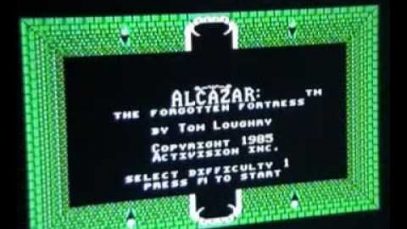 ALCAZAR: TM
THE FORGOTTEN FORTRESS
BY TOM LOUGHRY
COPYRIGHT 1985
ACTIVISION INC.
SELECT DIFFICULTY 1
PRESS F1 TO START